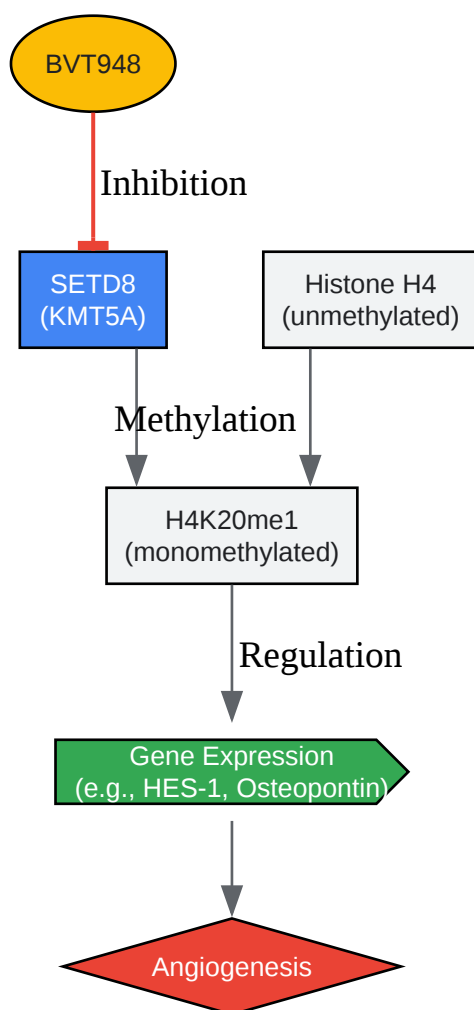 BVT948
Inhibition
SETD8
(KMT5A)
Histone H4
(unmethylated)
Methylation
H4K20me1
(monomethylated)
Regulation
Gene Expression
(e.g., HES-1, Osteopontin)
Angiogenesis